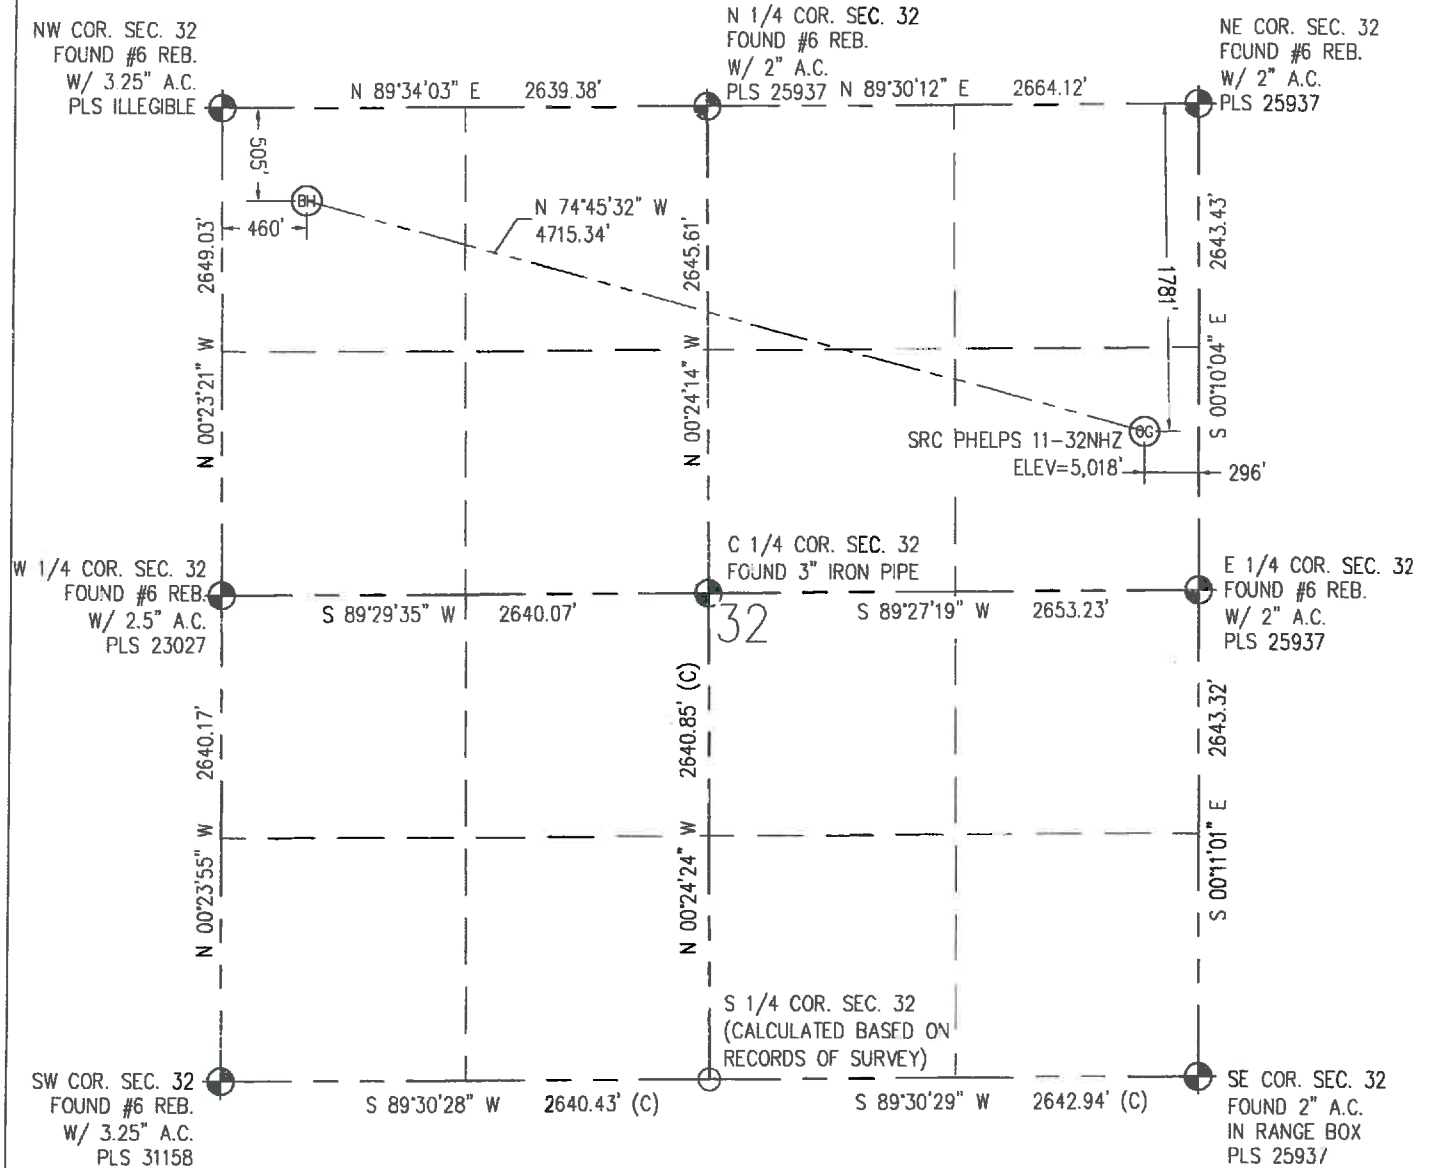 NW COR. SEC. 32
FOUND #6 REB.
W/ 3.25" A.C.
PLS ILLEGIBLE
N 1/4 COR. SEC. 32
FOUND #6 REB.
W/ 2" A.C.
PLS 25937
NE COR. SEC. 32
FOUND #6 REB.
W/ 2" A.C.
PLS 25937
N 89°34'03" E 2639.38'
N 89°30'12" E 2664.12'
505'
BH
460'
N 74°45'32" W
4715.34'
N 00°23'21" W 2649.03'
N 00°24'14" W 2645.61'
1781'
S 00°10'04" E 2643.43'
SRC PHELPS 11-32NHZ
OG
ELEV=5,018'
296'
W 1/4 COR. SEC. 32
FOUND #6 REB.
W/ 2.5" A.C.
PLS 23027
C 1/4 COR. SEC. 32
FOUND 3" IRON PIPE
E 1/4 COR. SEC. 32
FOUND #6 REB.
W/ 2" A.C.
PLS 25937
S 89°29'35" W 2640.07'
32
S 89°27'19" W 2653.23'
N 00°23'55" W 2640.17'
N 00°24'24" W 2640.85' (C)
S 00°11'01" E 2643.32'
S 1/4 COR. SEC. 32
(CALCULATED BASED ON
RECORDS OF SURVEY)
SW COR. SEC. 32
FOUND #6 REB.
W/ 3.25" A.C.
PLS 31158
S 89°30'28" W 2640.43' (C)
S 89°30'29" W 2642.94' (C)
SE COR. SEC. 32
FOUND 2" A.C.
IN RANGE BOX
PLS 25937